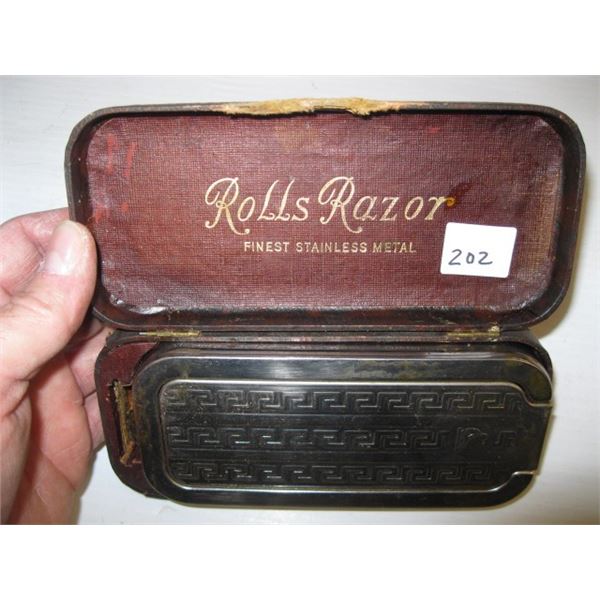 Rolls Razor
FINEST STAINLESS METAL
202